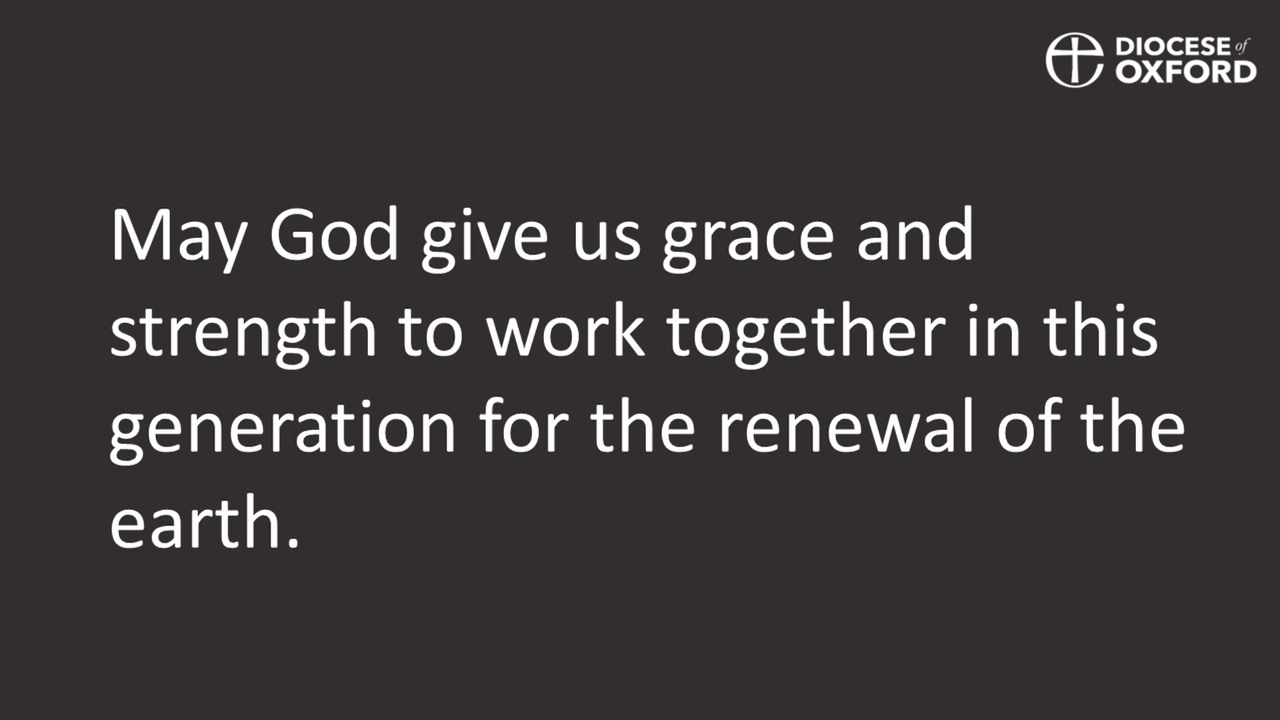 DIOCESE of
OXFORD
May God give us grace and
strength to work together in this
generation for the renewal of the
earth.